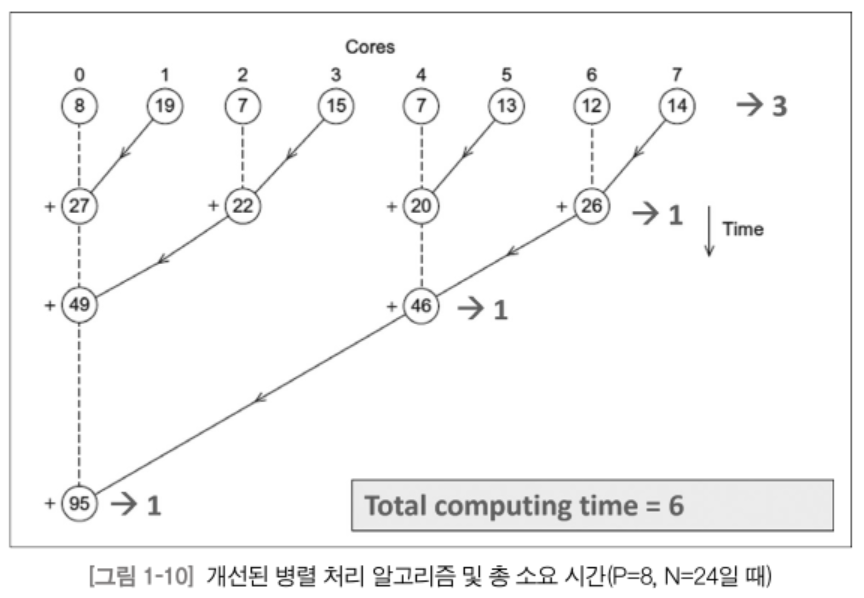 Cores
0 1 2 3 4 5 6 7
8 19 7 15 7 13 12 14 → 3
+ 27 + 22 + 20 + 26 → 1
Time
+ 49 + 46 → 1
+ 95 → 1
Total computing time = 6
[그림 1-10] 개선된 병렬 처리 알고리즘 및 총 소요 시간(P=8, N=24일 때)